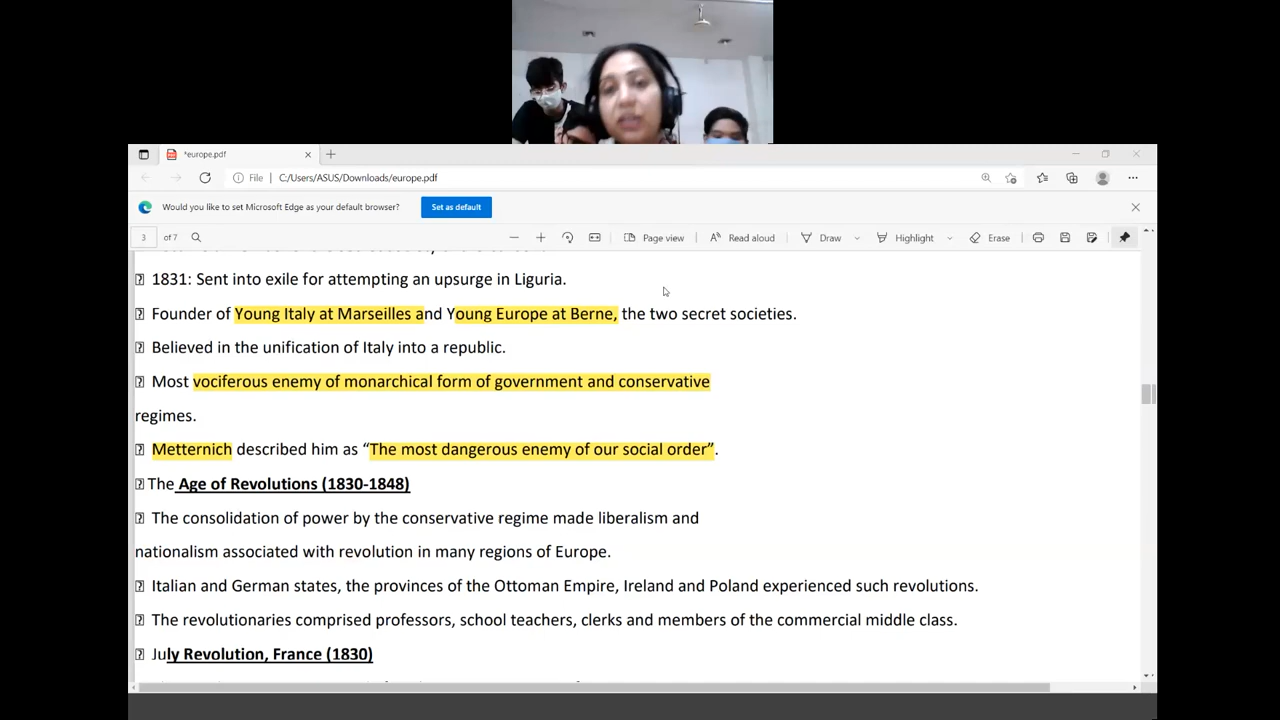 *europe.pdf
File C:/Users/ASUS/Downloads/europe.pdf
Would you like to set Microsoft Edge as your default browser? Set as default
3 of 7 Page view Read aloud Draw Highlight Erase
1831: Sent into exile for attempting an upsurge in Liguria.
Founder of Young Italy at Marseilles and Young Europe at Berne, the two secret societies.
Believed in the unification of Italy into a republic.
Most vociferous enemy of monarchical form of government and conservative
regimes.
Metternich described him as “The most dangerous enemy of our social order”.
The Age of Revolutions (1830-1848)
The consolidation of power by the conservative regime made liberalism and
nationalism associated with revolution in many regions of Europe.
Italian and German states, the provinces of the Ottoman Empire, Ireland and Poland experienced such revolutions.
The revolutionaries comprised professors, school teachers, clerks and members of the commercial middle class.
July Revolution, France (1830)